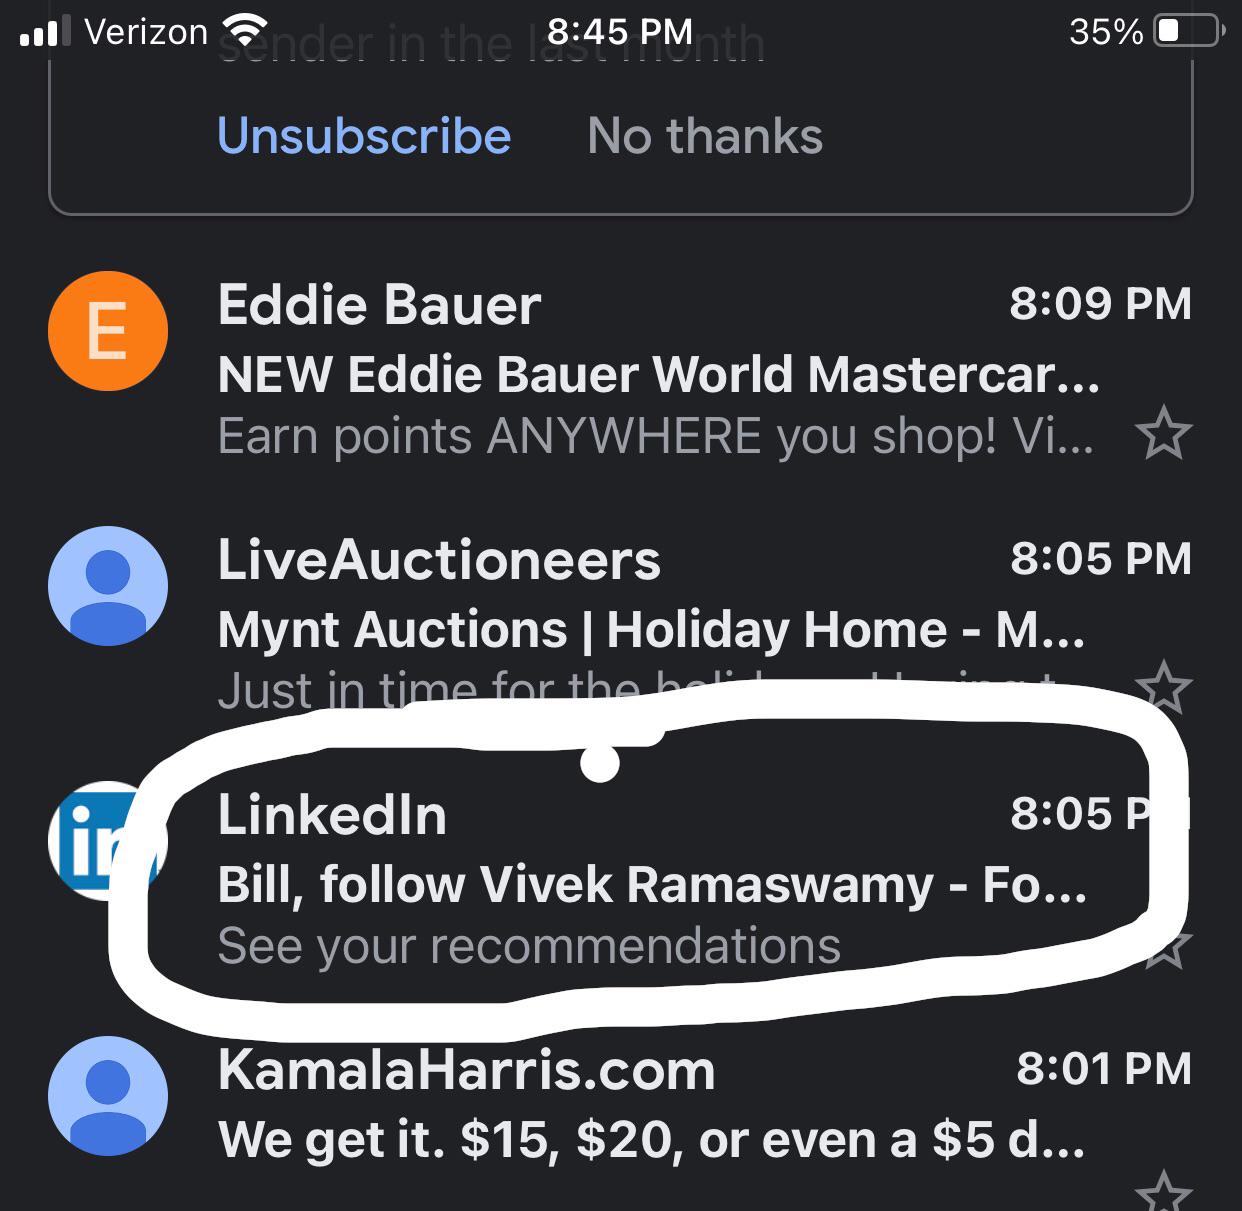 Verizon 8:45 PM 35%
sender in the last month
Unsubscribe No thanks
E
Eddie Bauer 8:09 PM
NEW Eddie Bauer World Mastercar...
Earn points ANYWHERE you shop! Vi...
LiveAuctioneers 8:05 PM
Mynt Auctions | Holiday Home - M...
Just in time for the
in
LinkedIn 8:05 PM
Bill, follow Vivek Ramaswamy - Fo...
See your recommendations
KamalaHarris.com 8:01 PM
We get it. $15, $20, or even a $5 d...